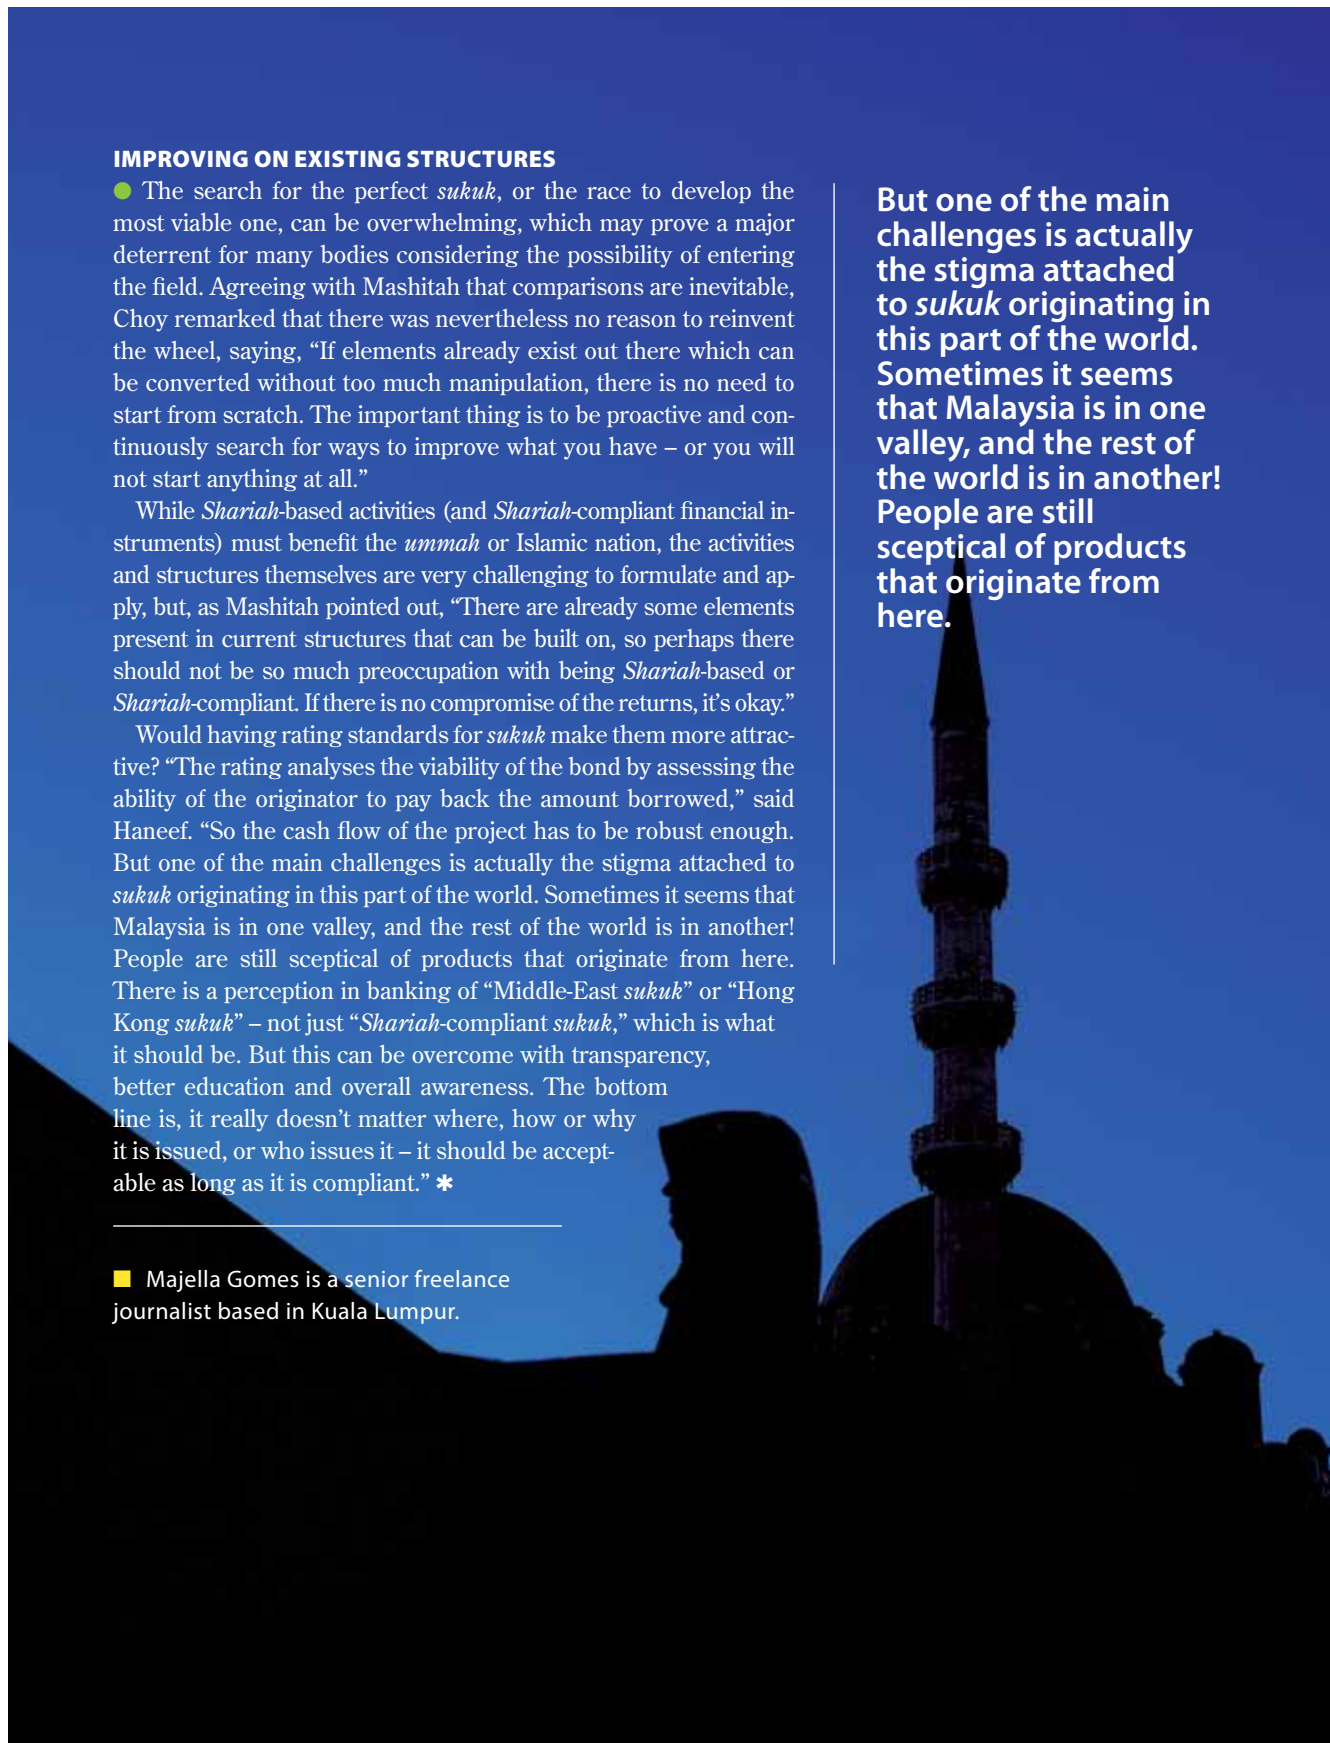 IMPROVING ON EXISTING STRUCTURES
● The search for the perfect sukuk, or the race to develop the
most viable one, can be overwhelming, which may prove a major
deterrent for many bodies considering the possibility of entering
the field. Agreeing with Mashitah that comparisons are inevitable,
Choy remarked that there was nevertheless no reason to reinvent
the wheel, saying, “If elements already exist out there which can
be converted without too much manipulation, there is no need to
start from scratch. The important thing is to be proactive and con-
tinuously search for ways to improve what you have – or you will
not start anything at all.”
While Shariah-based activities (and Shariah-compliant financial in-
struments) must benefit the ummah or Islamic nation, the activities
and structures themselves are very challenging to formulate and ap-
ply, but, as Mashitah pointed out, “There are already some elements
present in current structures that can be built on, so perhaps there
should not be so much preoccupation with being Shariah-based or
Shariah-compliant. If there is no compromise of the returns, it’s okay.”
Would having rating standards for sukuk make them more attrac-
tive? “The rating analyses the viability of the bond by assessing the
ability of the originator to pay back the amount borrowed,” said
Haneef. “So the cash flow of the project has to be robust enough.
But one of the main challenges is actually the stigma attached to
sukuk originating in this part of the world. Sometimes it seems that
Malaysia is in one valley, and the rest of the world is in another!
People are still sceptical of products that originate from here.
There is a perception in banking of “Middle-East sukuk” or “Hong
Kong sukuk” – not just “Shariah-compliant sukuk,” which is what
it should be. But this can be overcome with transparency,
better education and overall awareness. The bottom
line is, it really doesn’t matter where, how or why
it is issued, or who issues it – it should be accept-
able as long as it is compliant.” ✱
■ Majella Gomes is a senior freelance
journalist based in Kuala Lumpur.
But one of the main
challenges is actually
the stigma attached
to sukuk originating in
this part of the world.
Sometimes it seems
that Malaysia is in one
valley, and the rest of
the world is in another!
People are still
sceptical of products
that originate from
here.